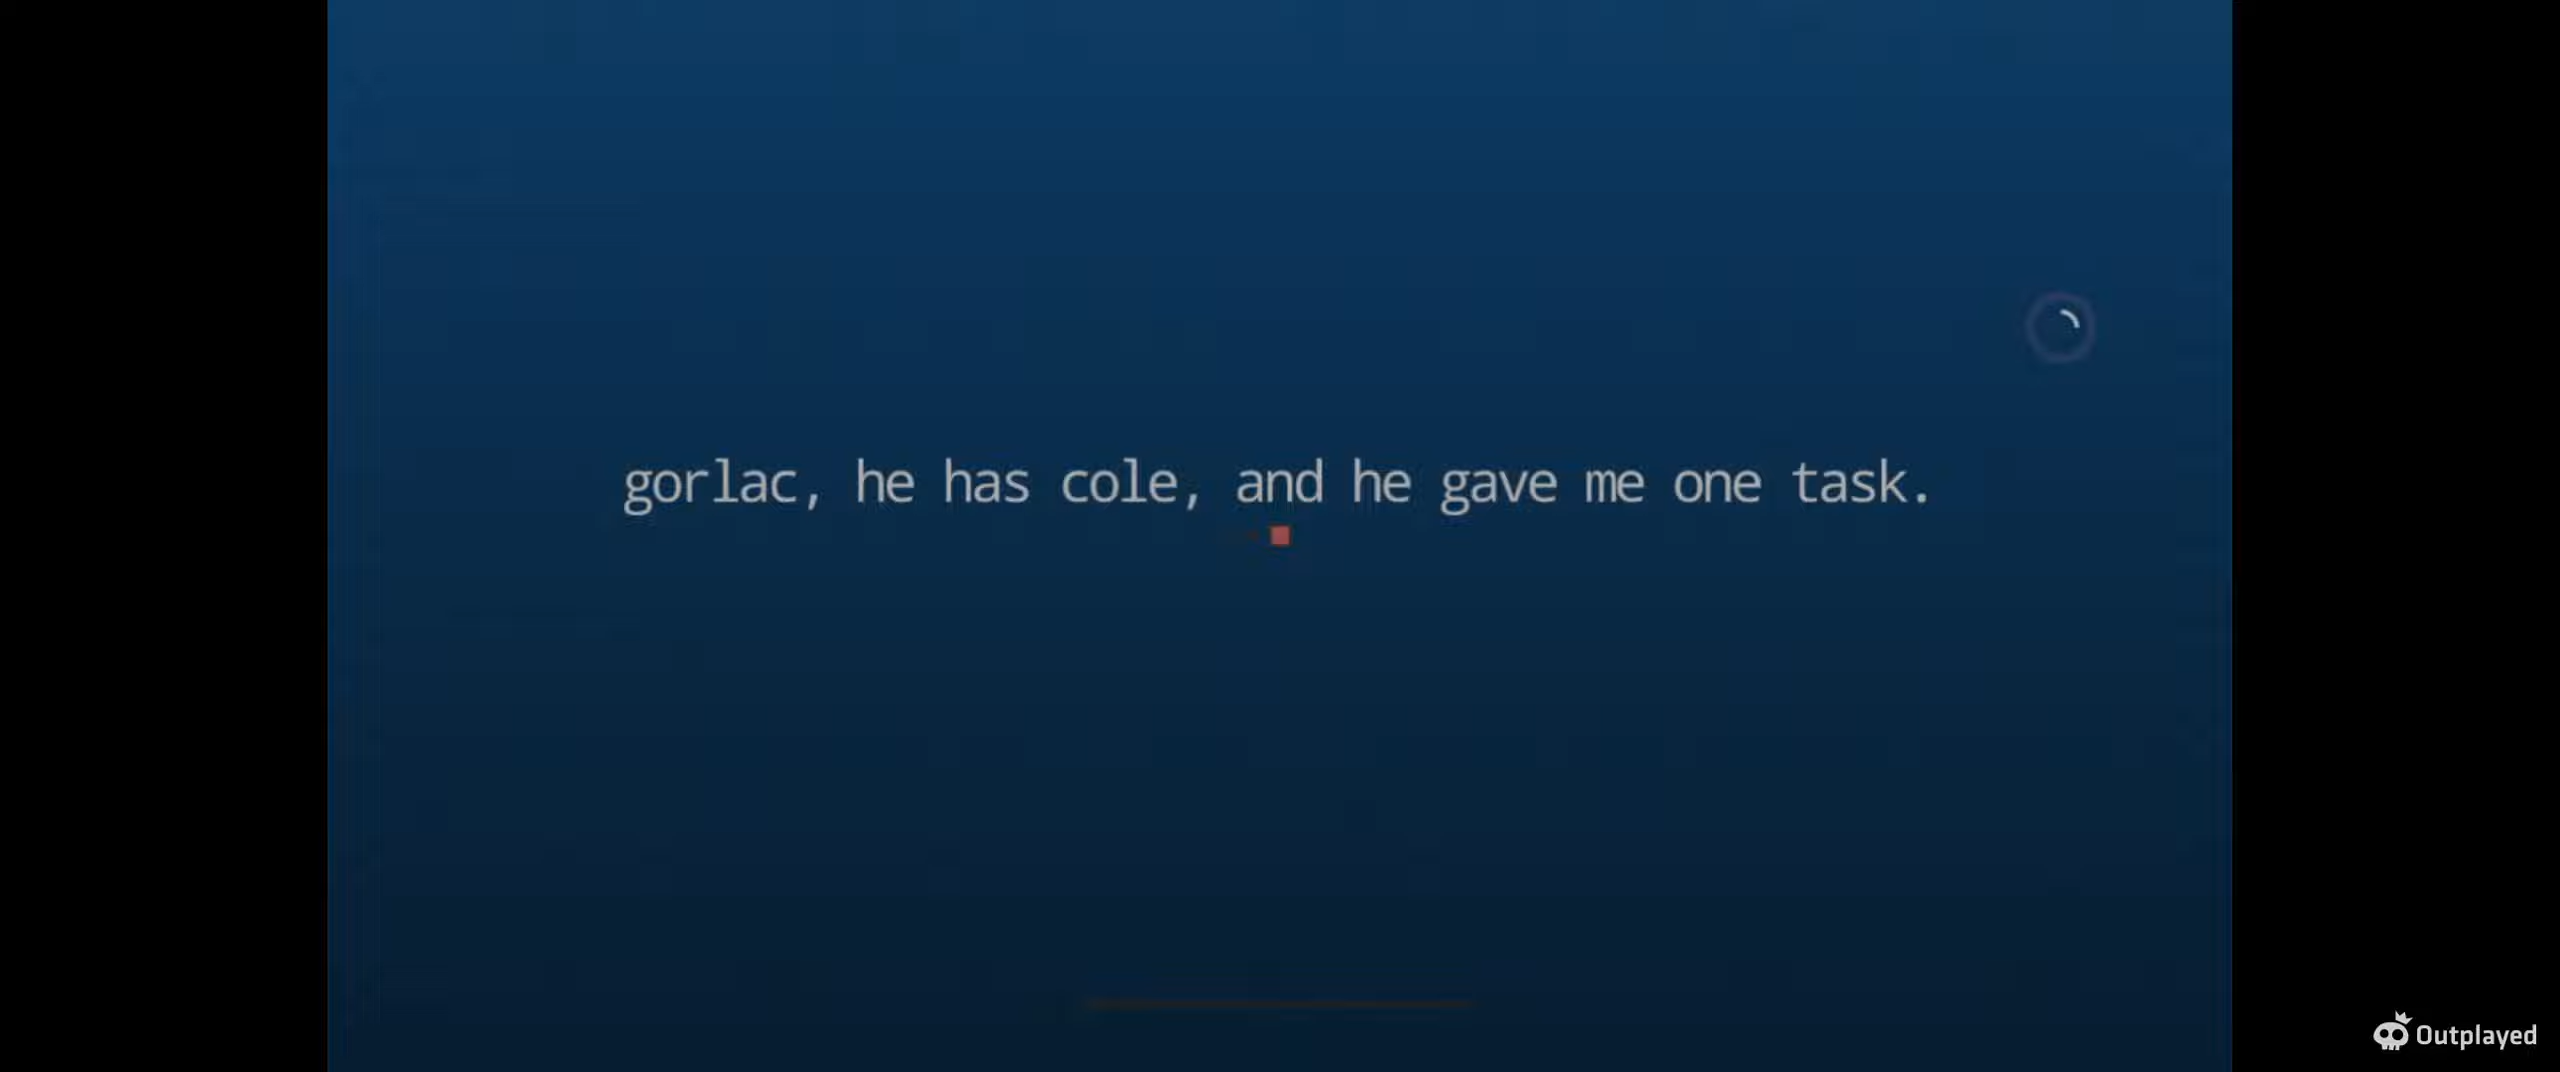 gorlac, he has cole, and he gave me one task.
Outplayed